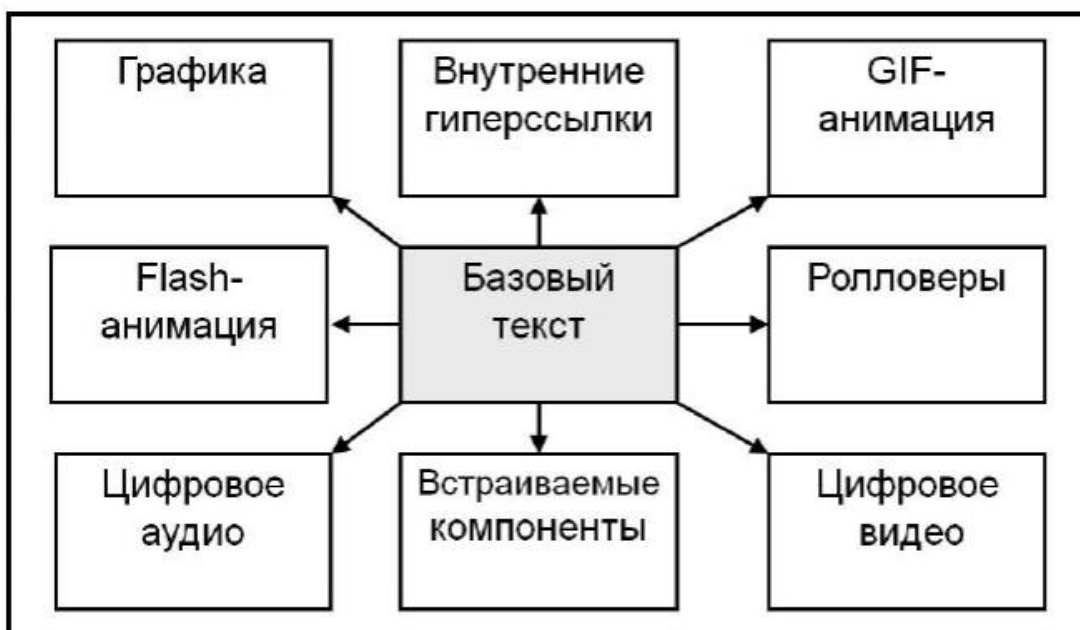 Графика
Внутренние
гиперссылки
GIF-
анимация
Flash-
анимация
Базовый
текст
Ролловеры
Цифровое
аудио
Встраиваемые
компоненты
Цифровое
видео